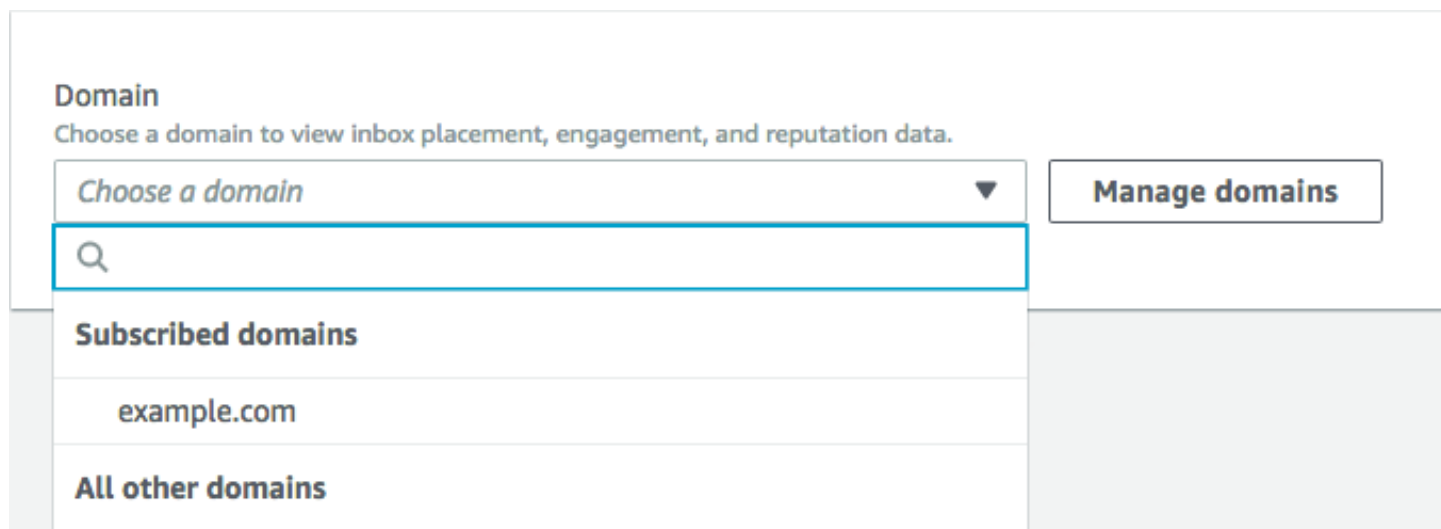 Domain
Choose a domain to view inbox placement, engagement, and reputation data.
Choose a domain
Manage domains
Subscribed domains
example.com
All other domains